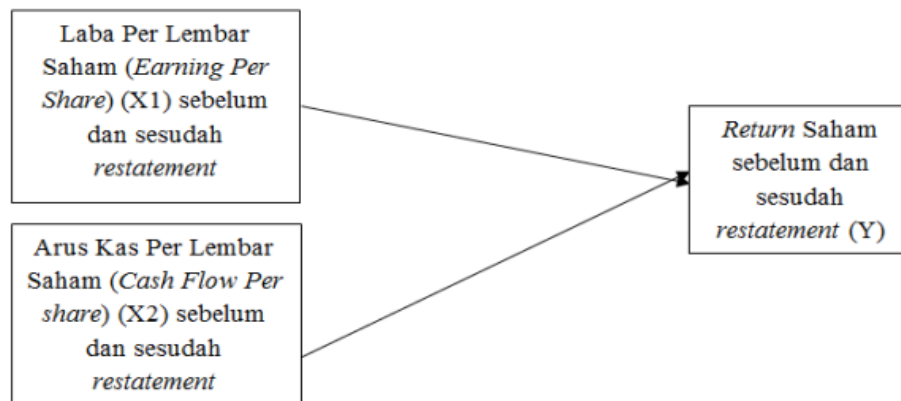 Laba Per Lembar
Saham (Earning Per
Share) (X1) sebelum
dan sesudah
restatement
Arus Kas Per Lembar
Saham (Cash Flow Per
share) (X2) sebelum
dan sesudah
restatement
Return Saham
sebelum dan
sesudah
restatement (Y)